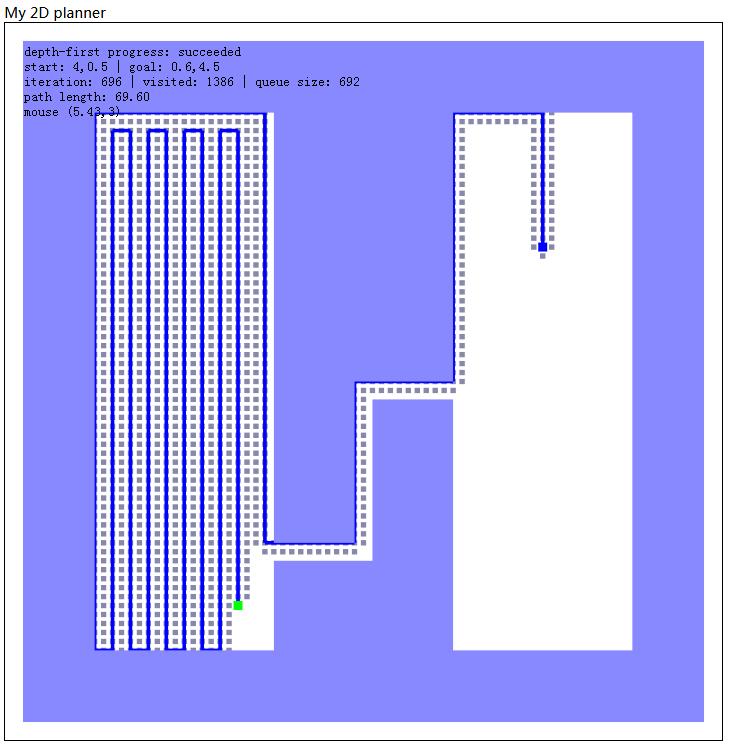 My 2D planner
depth-first progress: succeeded
start: 4,0.5 | goal: 0.6,4.5
iteration: 696 | visited: 1386 | queue size: 692
path length: 69.60
mouse (5.43,3)